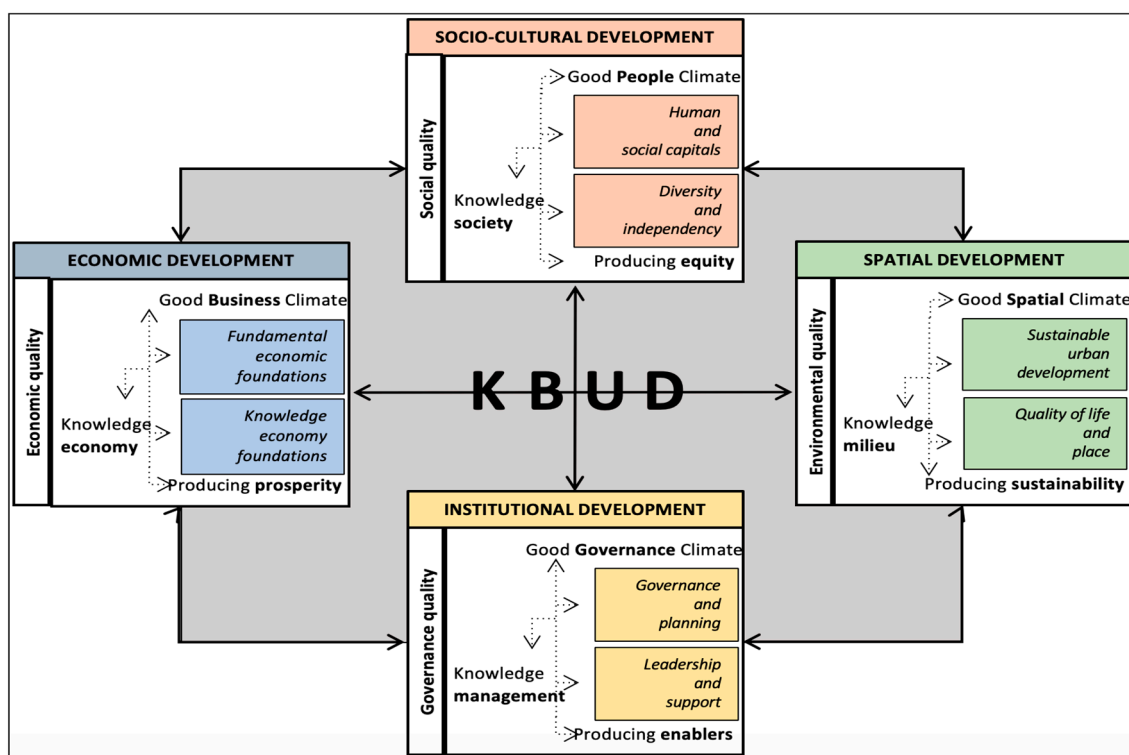 SOCIO-CULTURAL DEVELOPMENT
Social quality
Good People Climate
Human
and
social capitals
Knowledge
society
Diversity
and
independency
Producing equity
ECONOMIC DEVELOPMENT
Economic quality
Good Business Climate
Fundamental
economic
foundations
Knowledge
economy
Knowledge
economy
foundations
Producing prosperity
KBUD
SPATIAL DEVELOPMENT
Environmental quality
Good Spatial Climate
Sustainable
urban
development
Knowledge
milieu
Quality of life
and
place
Producing sustainability
INSTITUTIONAL DEVELOPMENT
Governance quality
Good Governance Climate
Governance
and
planning
Knowledge
management
Leadership
and
support
Producing enablers